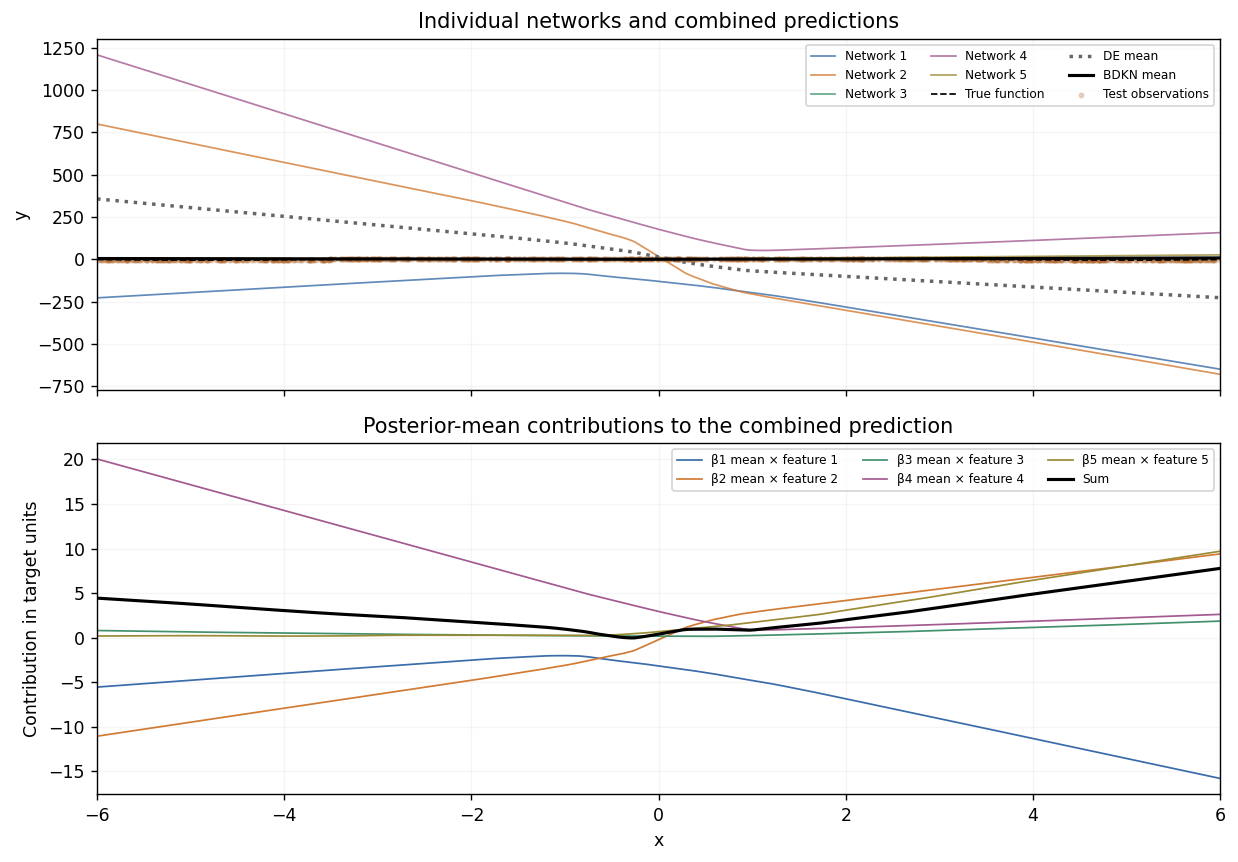 Individual networks and combined predictions
1250
1000
750
500
250
0
−250
−500
−750
y
Network 1
Network 2
Network 3
Network 4
Network 5
True function
DE mean
BDKN mean
Test observations
Posterior-mean contributions to the combined prediction
20
15
10
5
0
−5
−10
−15
Contribution in target units
β1 mean × feature 1
β2 mean × feature 2
β3 mean × feature 3
β4 mean × feature 4
β5 mean × feature 5
Sum
−6
−4
−2
0
2
4
6
x